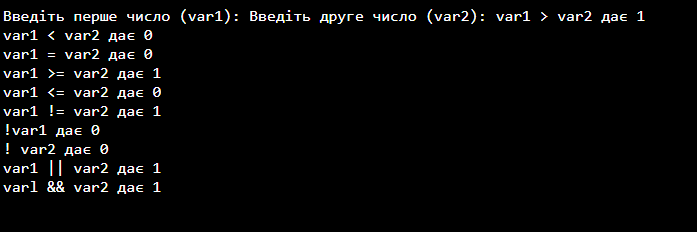 Введіть перше число (var1): Введіть друге число (var2): var1 > var2 дає 1
var1 < var2 дає 0
var1 = var2 дає 0
var1 >= var2 дає 1
var1 <= var2 дає 0
var1 != var2 дає 1
!var1 дає 0
! var2 дає 0
var1 || var2 дає 1
varl && var2 дає 1